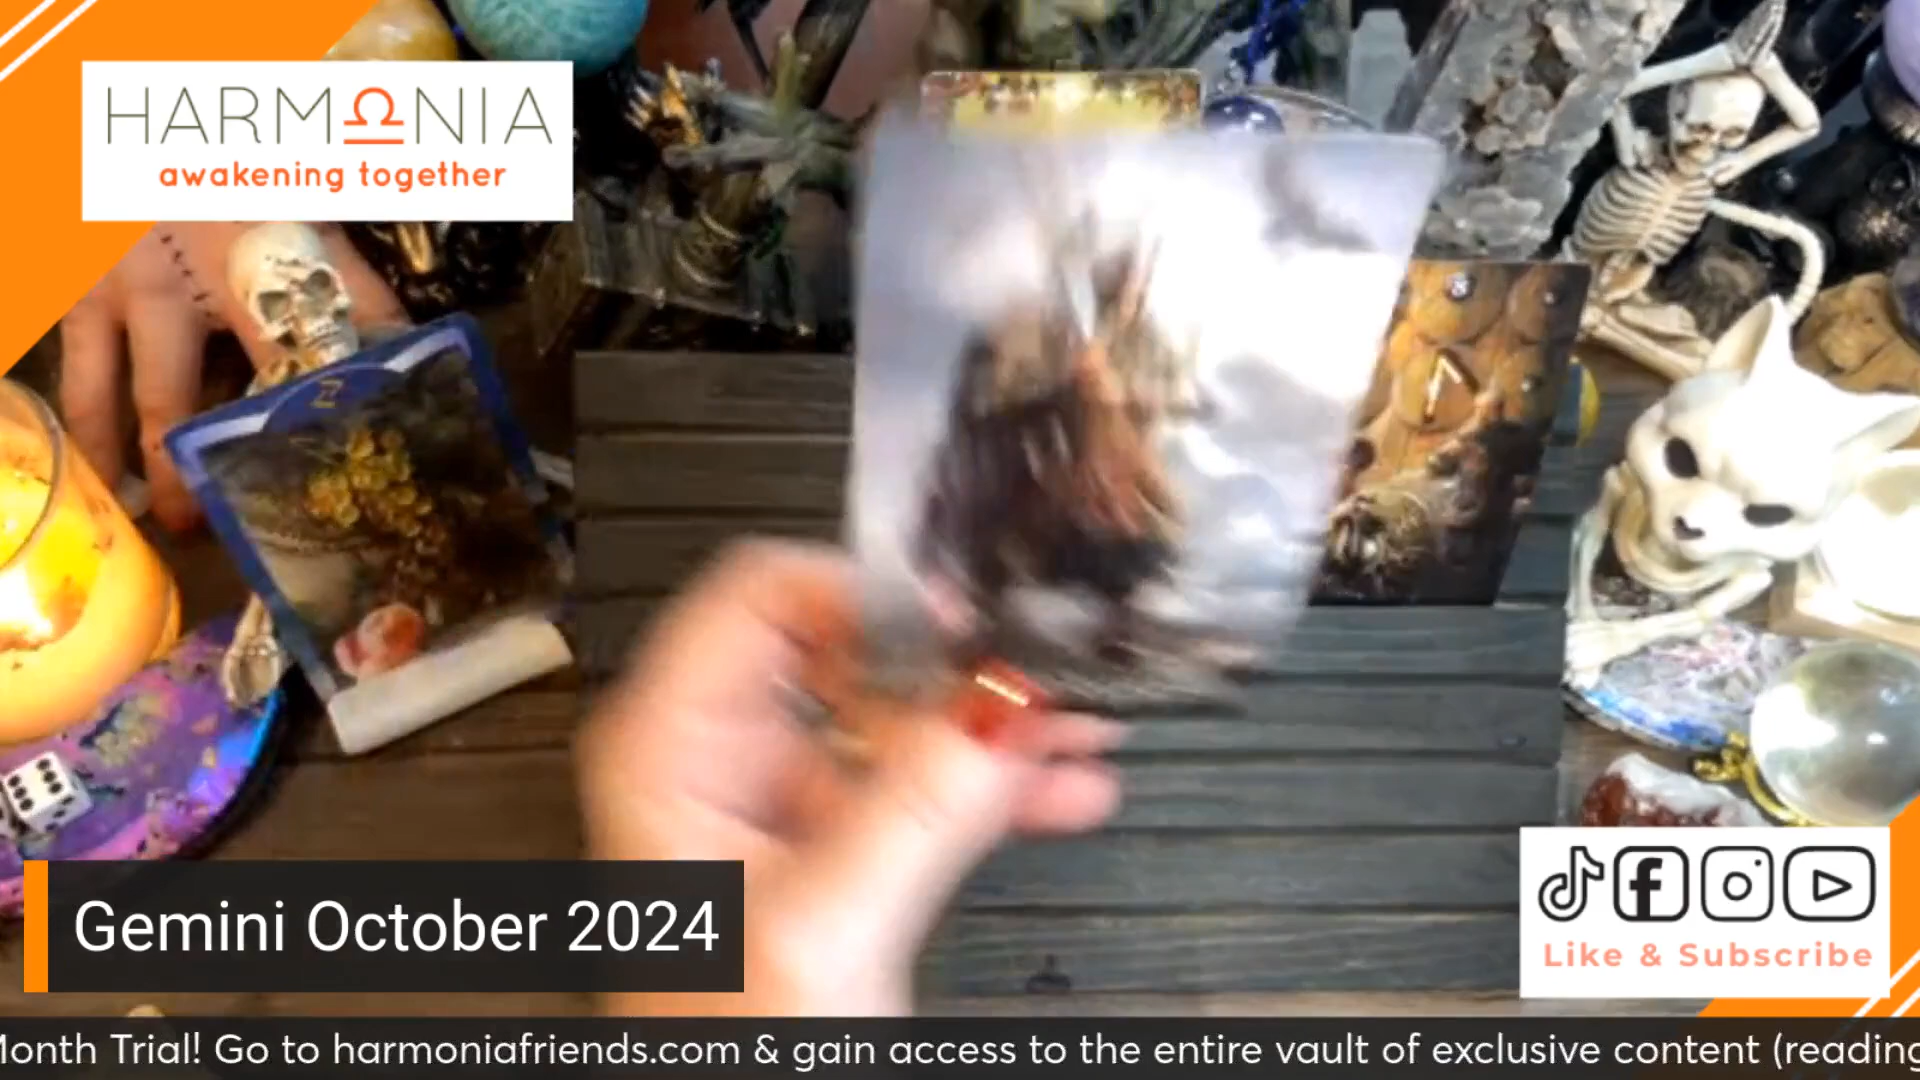 HARMΩNIA
awakening together
Gemini October 2024
Like & Subscribe
Month Trial! Go to harmoniafriends.com & gain access to the entire vault of exclusive content (reading